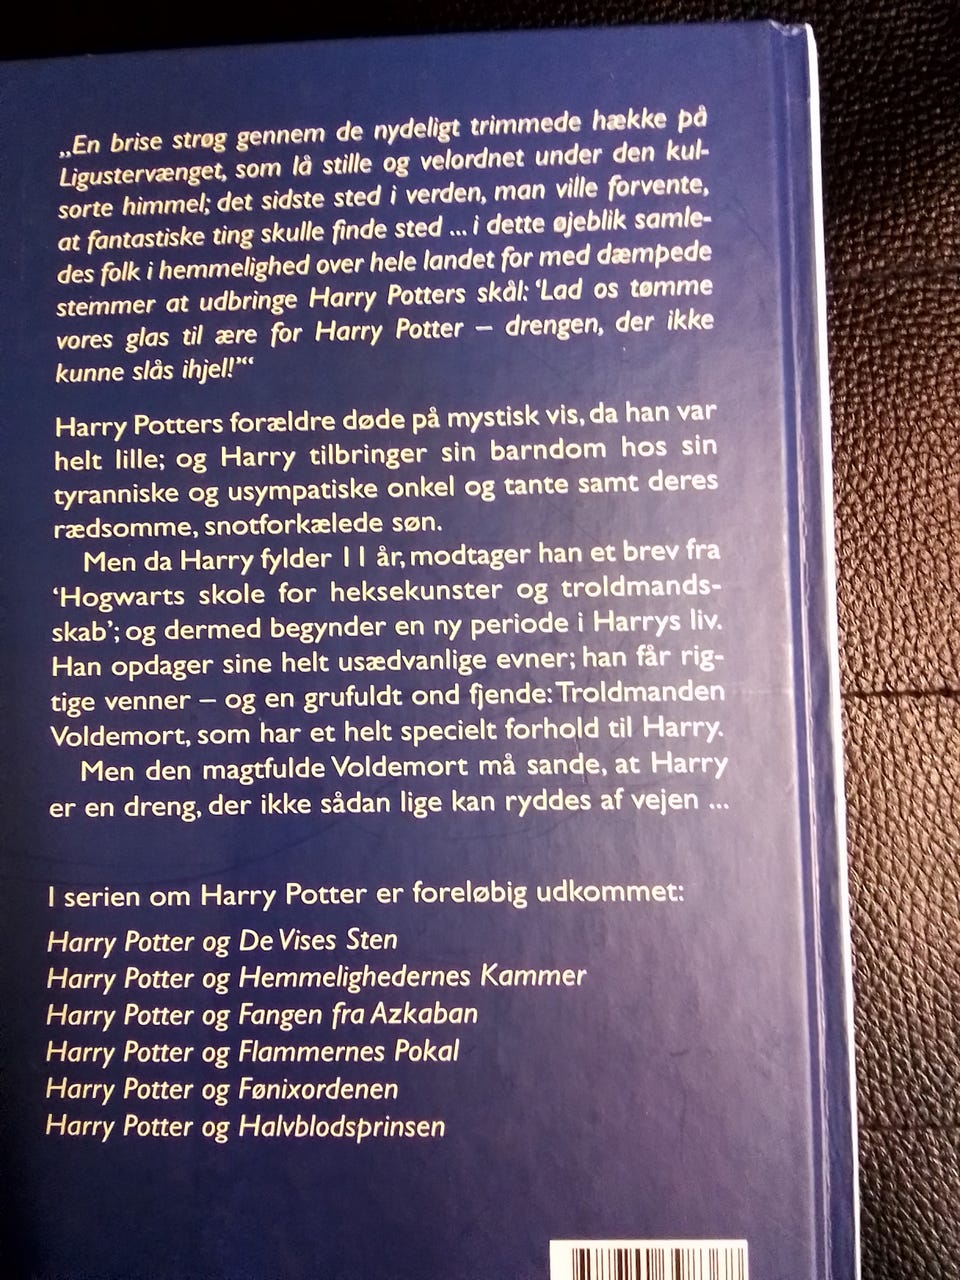 „En brise strøg gennem de nydeligt trimmede hække på
Ligustervænget, som lå stille og velordnet under den kul-
sorte himmel; det sidste sted i verden, man ville forvente,
at fantastiske ting skulle finde sted ... i dette øjeblik samle-
des folk i hemmelighed over hele landet for med dæmpede
stemmer at udbringe Harry Potters skål: ‘Lad os tømme
vores glas til ære for Harry Potter – drengen, der ikke
kunne slås ihjel!’“
Harry Potters forældre døde på mystisk vis, da han var
helt lille; og Harry tilbringer sin barndom hos sin
tyranniske og usympatiske onkel og tante samt deres
rædsomme, snotforkælede søn.
Men da Harry fylder 11 år, modtager han et brev fra
‘Hogwarts skole for heksekunster og troldmands-
skab’; og dermed begynder en ny periode i Harrys liv.
Han opdager sine helt usædvanlige evner; han får rig-
tige venner – og en grufuldt ond fjende: Troldmanden
Voldemort, som har et helt specielt forhold til Harry.
Men den magtfulde Voldemort må sande, at Harry
er en dreng, der ikke sådan lige kan ryddes af vejen ...
I serien om Harry Potter er foreløbig udkommet:
Harry Potter og De Vises Sten
Harry Potter og Hemmelighedernes Kammer
Harry Potter og Fangen fra Azkaban
Harry Potter og Flammernes Pokal
Harry Potter og Fønixordenen
Harry Potter og Halvblodsprinsen